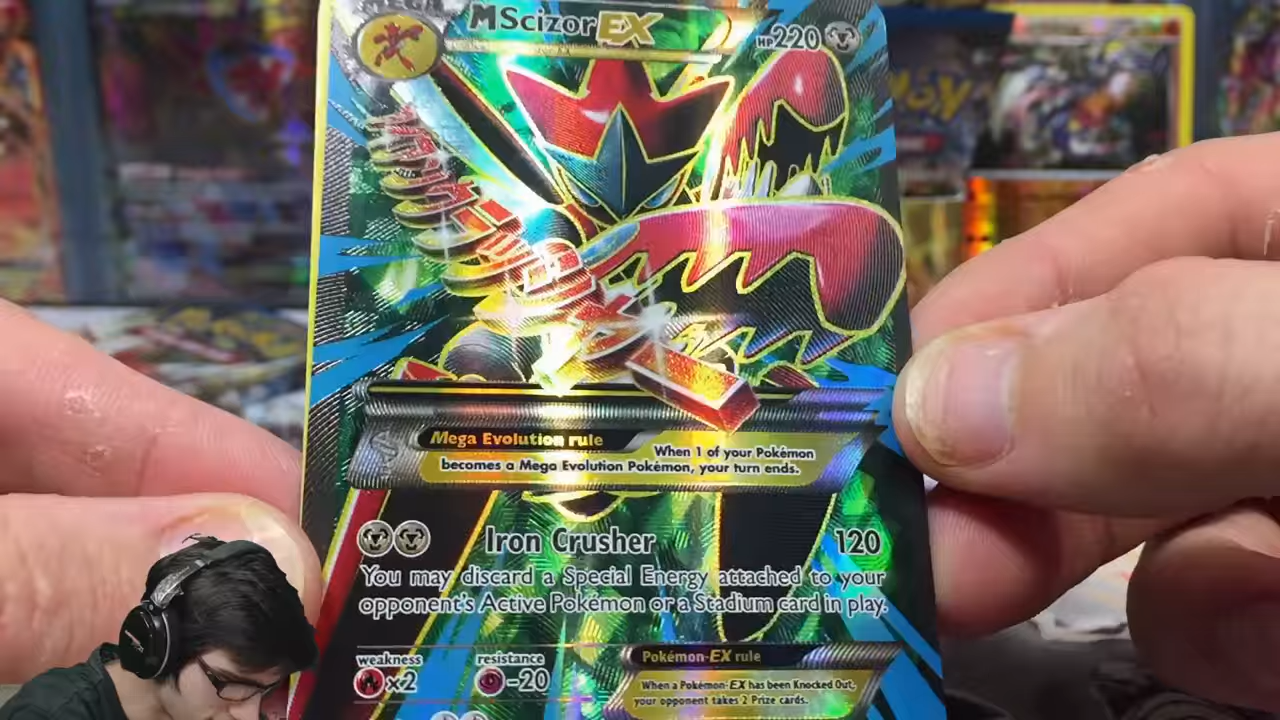 MEGA
M Scizor EX
HP 220
Mega Evolution rule
When 1 of your Pokémon
becomes a Mega Evolution Pokémon, your turn ends.
Iron Crusher 120
You may discard a Special Energy attached to your
opponent's Active Pokémon or a Stadium card in play.
weakness
×2
resistance
-20
Pokémon-EX rule
When a Pokémon-EX has been Knocked Out,
your opponent takes 2 Prize cards.